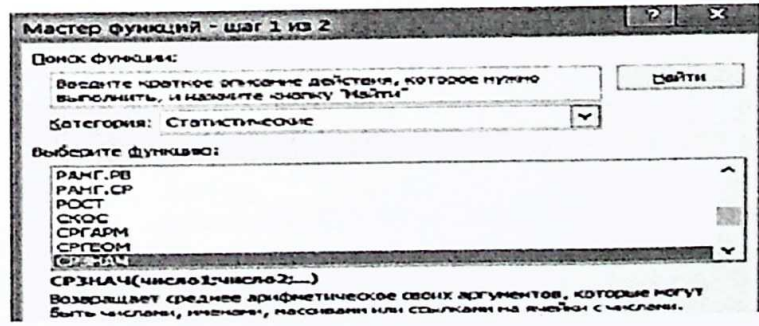 Мастер функций - шаг 1 из 2
? ×
Поиск функции:
Введите краткое описание действия, которое нужно
выполнить, и нажмите кнопку "Найти"
Найти
Категория: Статистические
Выберите функцию:
РАНГ.РВ
РАНГ.СР
РОСТ
СКОС
СРГАРМ
СРГЕОМ
СРЗНАЧ
СРЗНАЧ(число1;число2;...)
Возвращает среднее арифметическое своих аргументов, которые могут
быть числами, именами, массивами или ссылками на ячейки с числами.